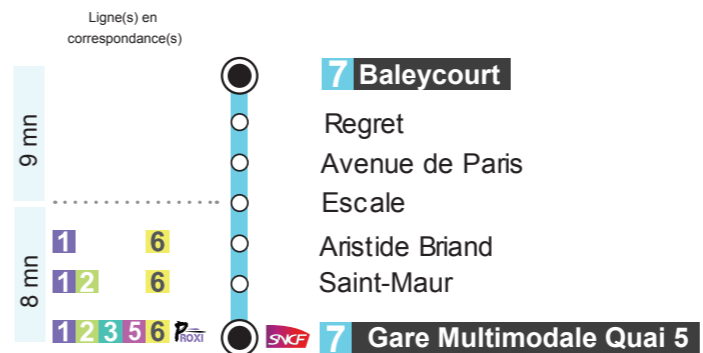 Ligne(s) en
correspondance(s)
7 Baleycourt
Regret
Avenue de Paris
9 mn
Escale
1 6 Aristide Briand
8 mn
1 2 6 Saint-Maur
1 2 3 5 6 PROXI SNCF 7 Gare Multimodale Quai 5